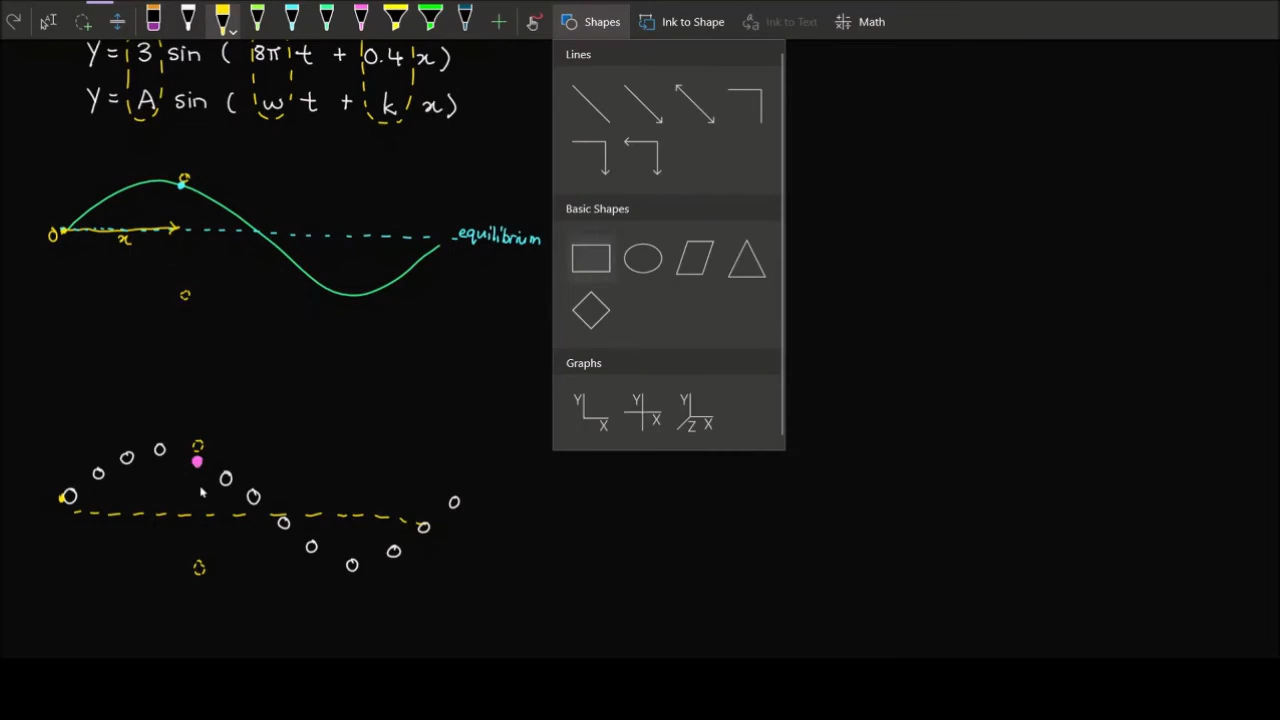 Shapes Ink to Shape Ink to Text Math
Y = 3 sin ( 8π t + 0.4 x)
Y = A sin ( w t + k x)
Lines
Basic Shapes
Graphs
Y X Y X Y Z X
0 x equilibrium